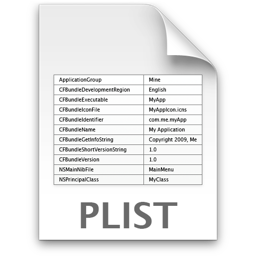 ApplicationGroup Mine
CFBundleDevelopmentRegion English
CFBundleExecutable MyApp
CFBundleIconFile MyAppIcon.icns
CFBundleIdentifier com.me.myApp
CFBundleName My Application
CFBundleGetInfoString Copyright 2009, Me
CFBundleShortVersionString 1.0
CFBundleVersion 1.0
NSMainNibFile MainMenu
NSPrincipalClass MyClass
PLIST